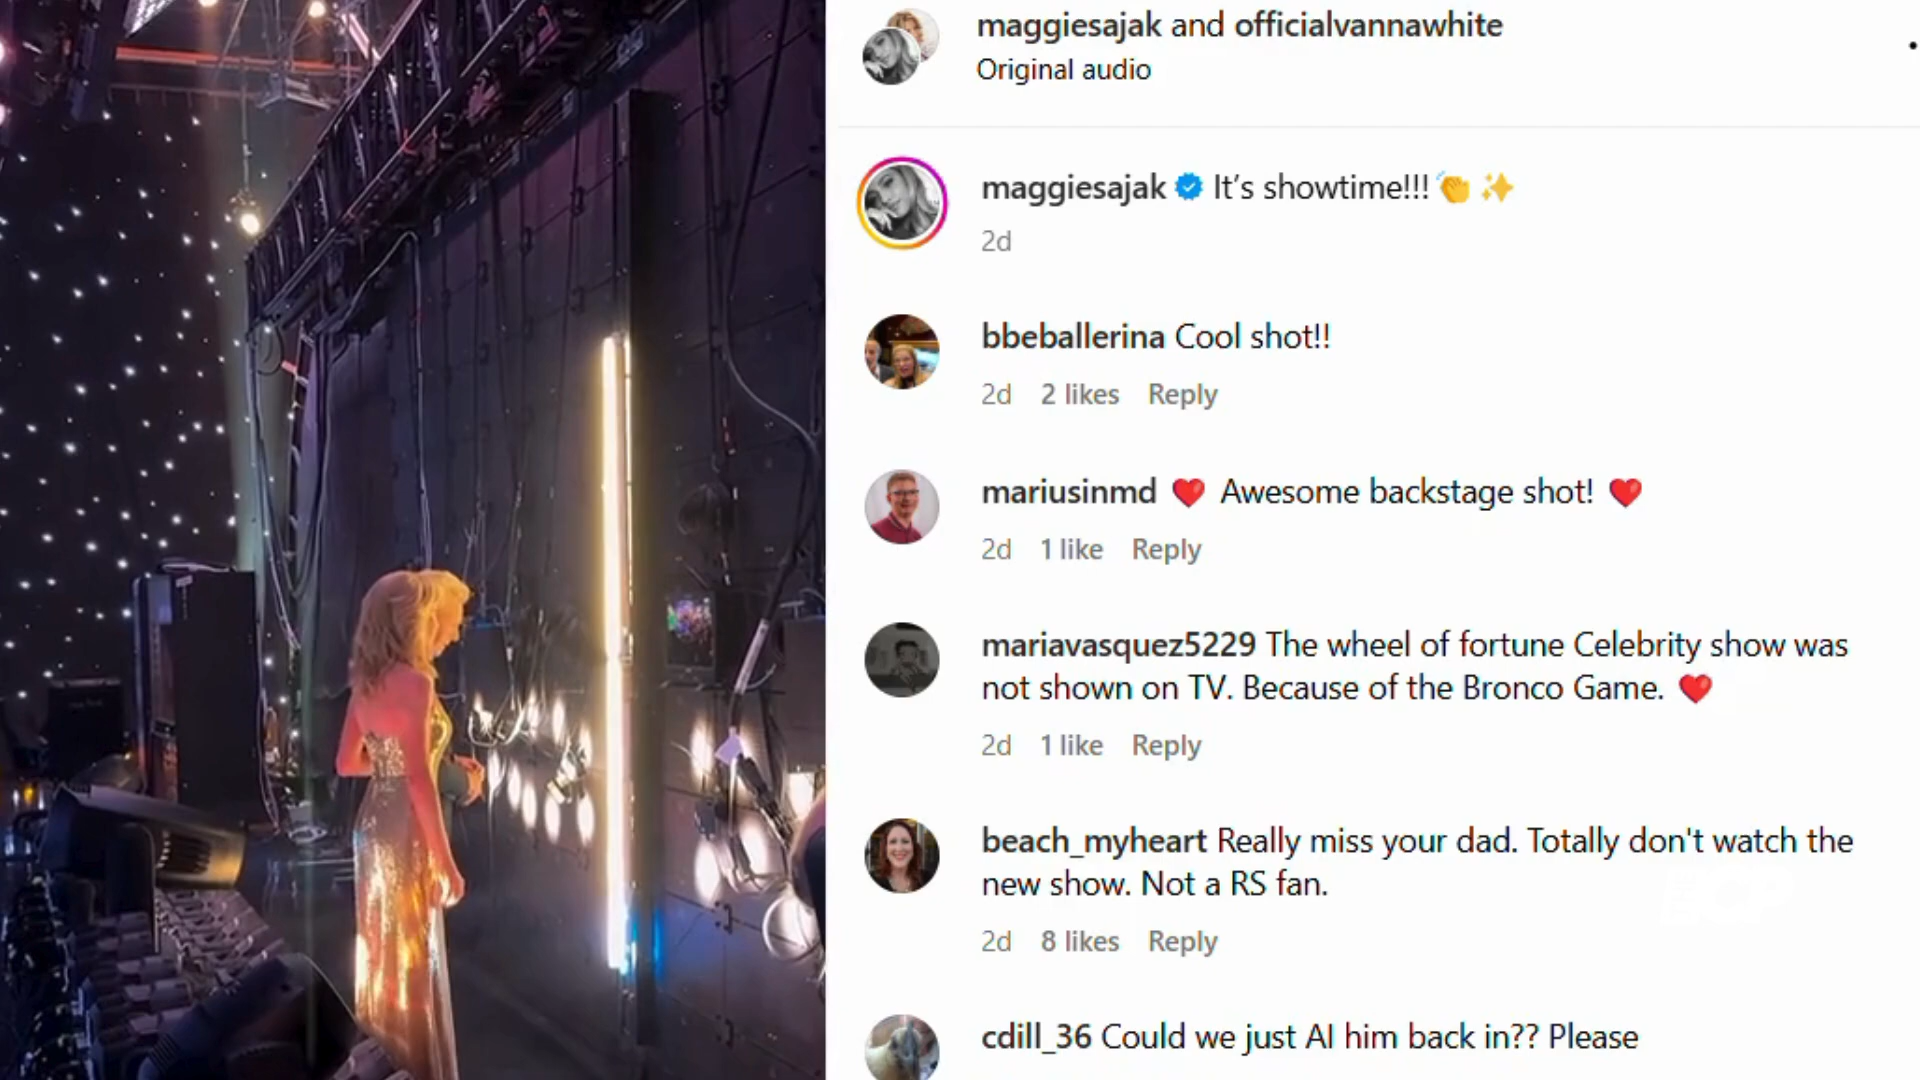 maggiesajak and officialvannawhite
Original audio
maggiesajak It's showtime!!! 👏 ✨
2d
bbeballerina Cool shot!!
2d 2 likes Reply
mariusinmd ❤️ Awesome backstage shot! ❤️
2d 1 like Reply
mariavasquez5229 The wheel of fortune Celebrity show was
not shown on TV. Because of the Bronco Game. ❤️
2d 1 like Reply
beach_myheart Really miss your dad. Totally don't watch the
new show. Not a RS fan.
2d 8 likes Reply
cdill_36 Could we just AI him back in?? Please